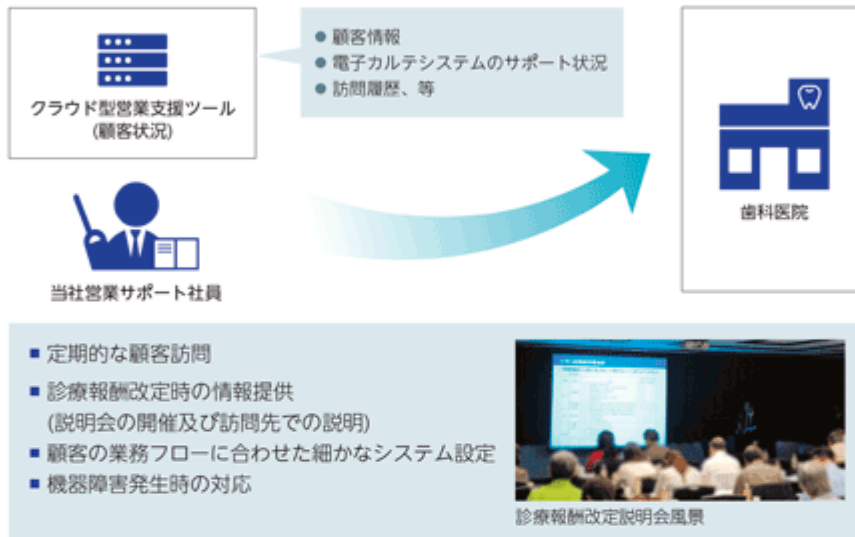 ● 顧客情報
● 電子カルテシステムのサポート状況
● 訪問履歴、等
クラウド型営業支援ツール
(顧客状況)
歯科医院
当社営業サポート社員
■ 定期的な顧客訪問
■ 診療報酬改定時の情報提供
(説明会の開催及び訪問先での説明)
■ 顧客の業務フローに合わせた細かなシステム設定
■ 機器障害発生時の対応
診療報酬改定説明会風景